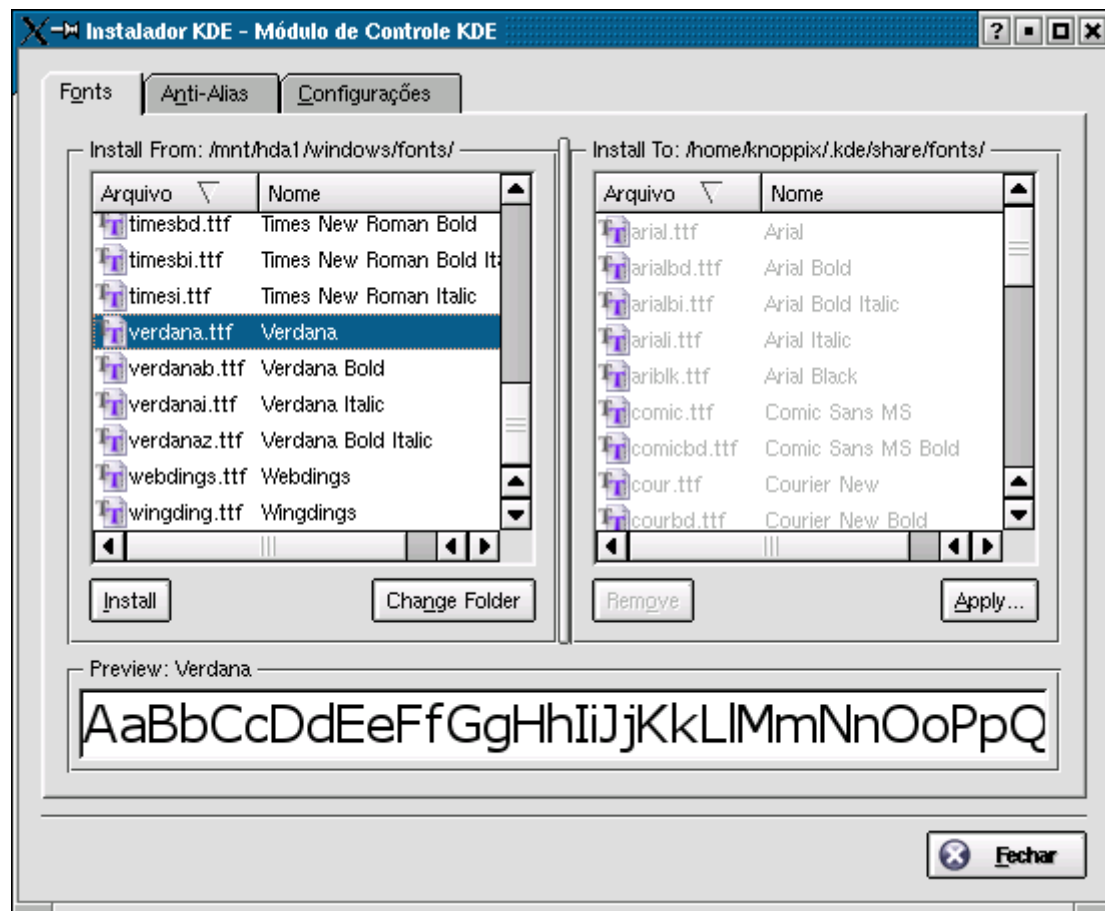 Instalador KDE - Módulo de Controle KDE
Fonts Anti-Alias Configurações
Install From: /mnt/hda1/windows/fonts/
Arquivo Nome
timesbd.ttf Times New Roman Bold
timesbi.ttf Times New Roman Bold Ita
timesi.ttf Times New Roman Italic
verdana.ttf Verdana
verdanab.ttf Verdana Bold
verdanai.ttf Verdana Italic
verdanaz.ttf Verdana Bold Italic
webdings.ttf Webdings
wingding.ttf Wingdings
Install Change Folder
Install To: /home/knoppix/.kde/share/fonts/
Arquivo Nome
arial.ttf Arial
arialbd.ttf Arial Bold
arialbi.ttf Arial Bold Italic
ariali.ttf Arial Italic
ariblk.ttf Arial Black
comic.ttf Comic Sans MS
comicbd.ttf Comic Sans MS Bold
cour.ttf Courier New
courbd.ttf Courier New Bold
Remove Apply...
Preview: Verdana
AaBbCcDdEeFfGgHhIiJjKkLlMmNnOoPpQ
Fechar